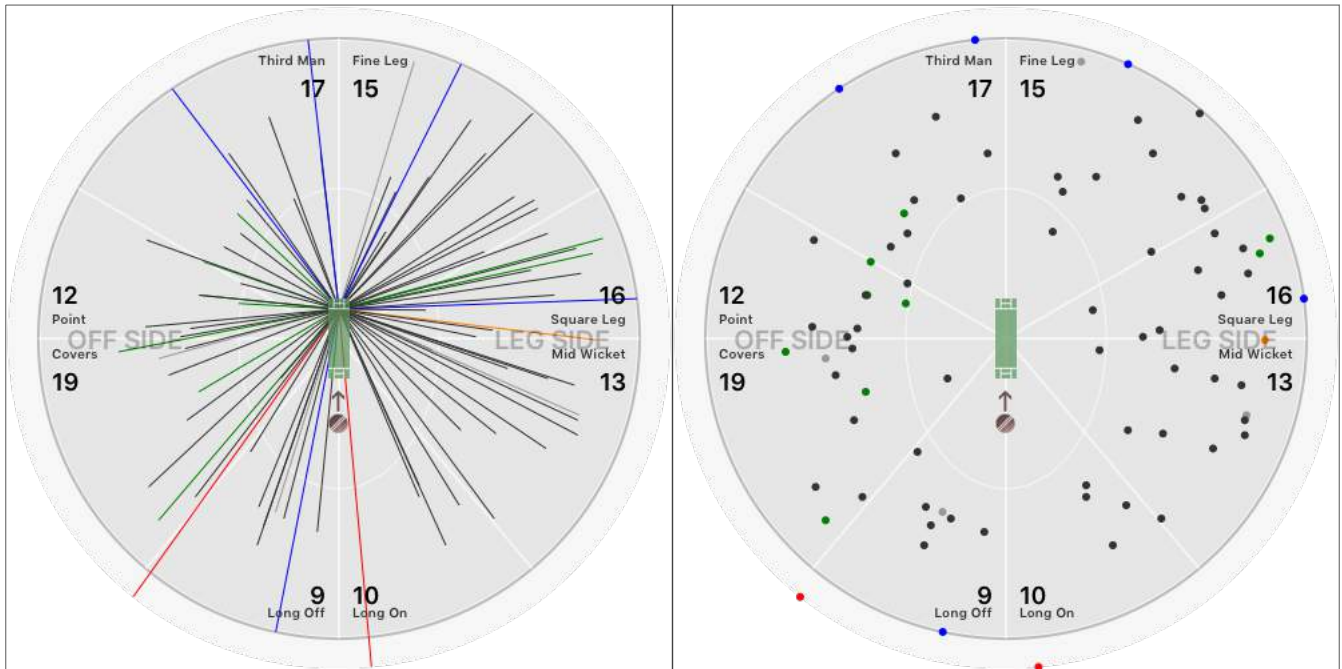 Third Man Fine Leg
17 15
12 16
Point Square Leg
OFF SIDE LEG SIDE
Covers Mid Wicket
19 13
9 10
Long Off Long On
Third Man Fine Leg
17 15
12 16
Point Square Leg
OFF SIDE LEG SIDE
Covers Mid Wicket
19 13
9 10
Long Off Long On